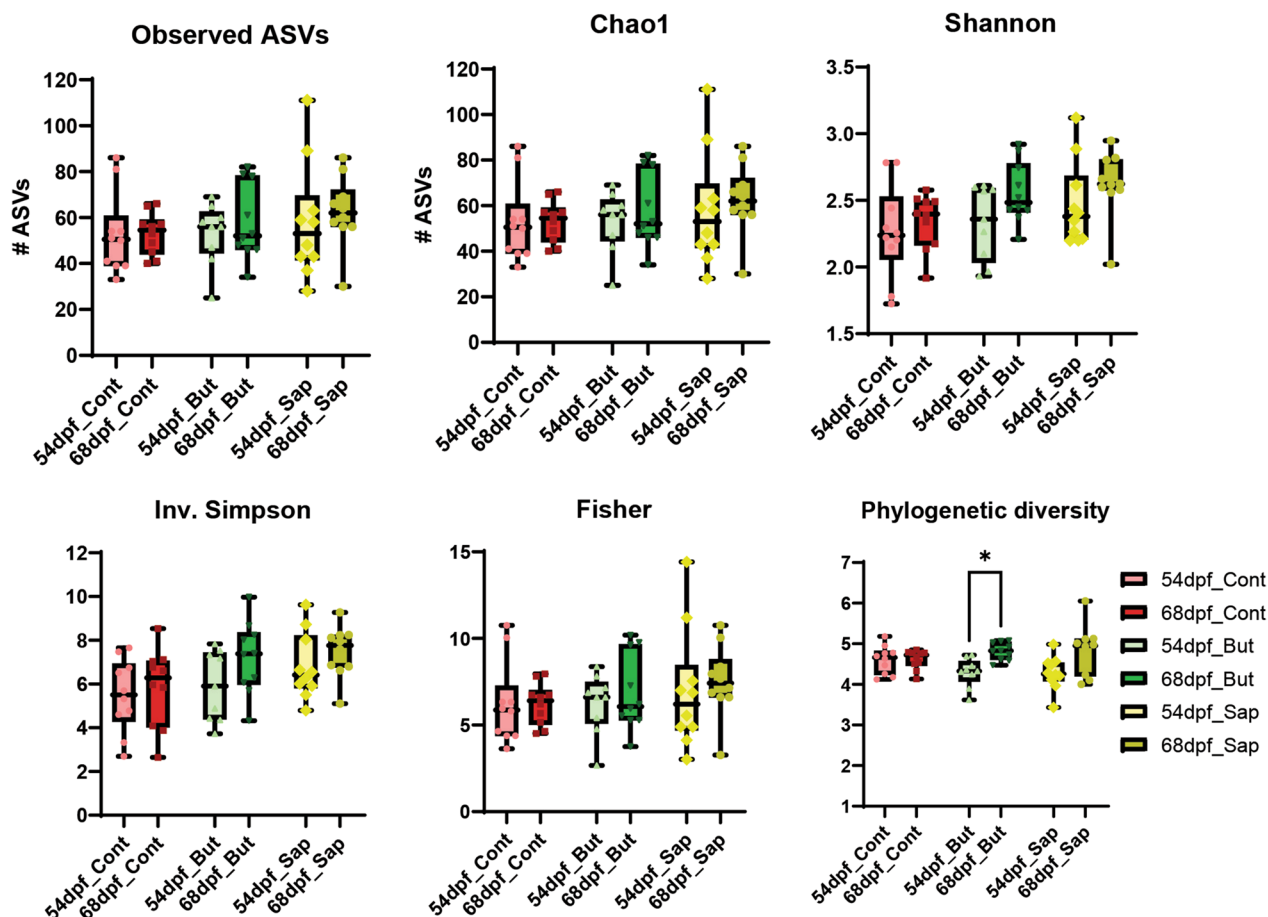 Observed ASVs
# ASVs
120
100
80
60
40
20
0
54dpf_Cont
68dpf_Cont
54dpf_But
68dpf_But
54dpf_Sap
68dpf_Sap
Chao1
# ASVs
120
100
80
60
40
20
0
54dpf_Cont
68dpf_Cont
54dpf_But
68dpf_But
54dpf_Sap
68dpf_Sap
Shannon
3.5
3.0
2.5
2.0
1.5
54dpf_Cont
68dpf_Cont
54dpf_But
68dpf_But
54dpf_Sap
68dpf_Sap
Inv. Simpson
12
10
8
6
4
2
0
54dpf_Cont
68dpf_Cont
54dpf_But
68dpf_But
54dpf_Sap
68dpf_Sap
Fisher
15
10
5
0
54dpf_Cont
68dpf_Cont
54dpf_But
68dpf_But
54dpf_Sap
68dpf_Sap
Phylogenetic diversity
7
6
5
4
3
2
1
*
54dpf_Cont
68dpf_Cont
54dpf_But
68dpf_But
54dpf_Sap
68dpf_Sap
54dpf_Cont
68dpf_Cont
54dpf_But
68dpf_But
54dpf_Sap
68dpf_Sap